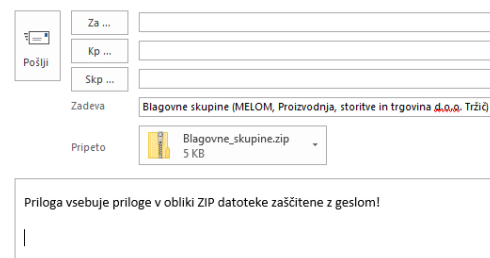 Za ...
Kp ...
Pošlji
Skp ...
Zadeva
Blagovne skupine (MELOM, Proizvodnja, storitve in trgovina d.o.o. Tržič)
Pripeto
Blagovne_skupine.zip
5 KB
Priloga vsebuje priloge v obliki ZIP datoteke zaščitene z geslom!